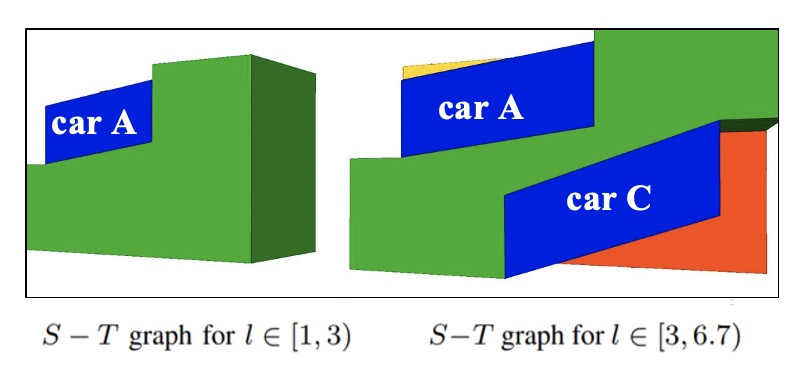 car A
car A
car C
S − T graph for l ∈ [1, 3)
S−T graph for l ∈ [3, 6.7)